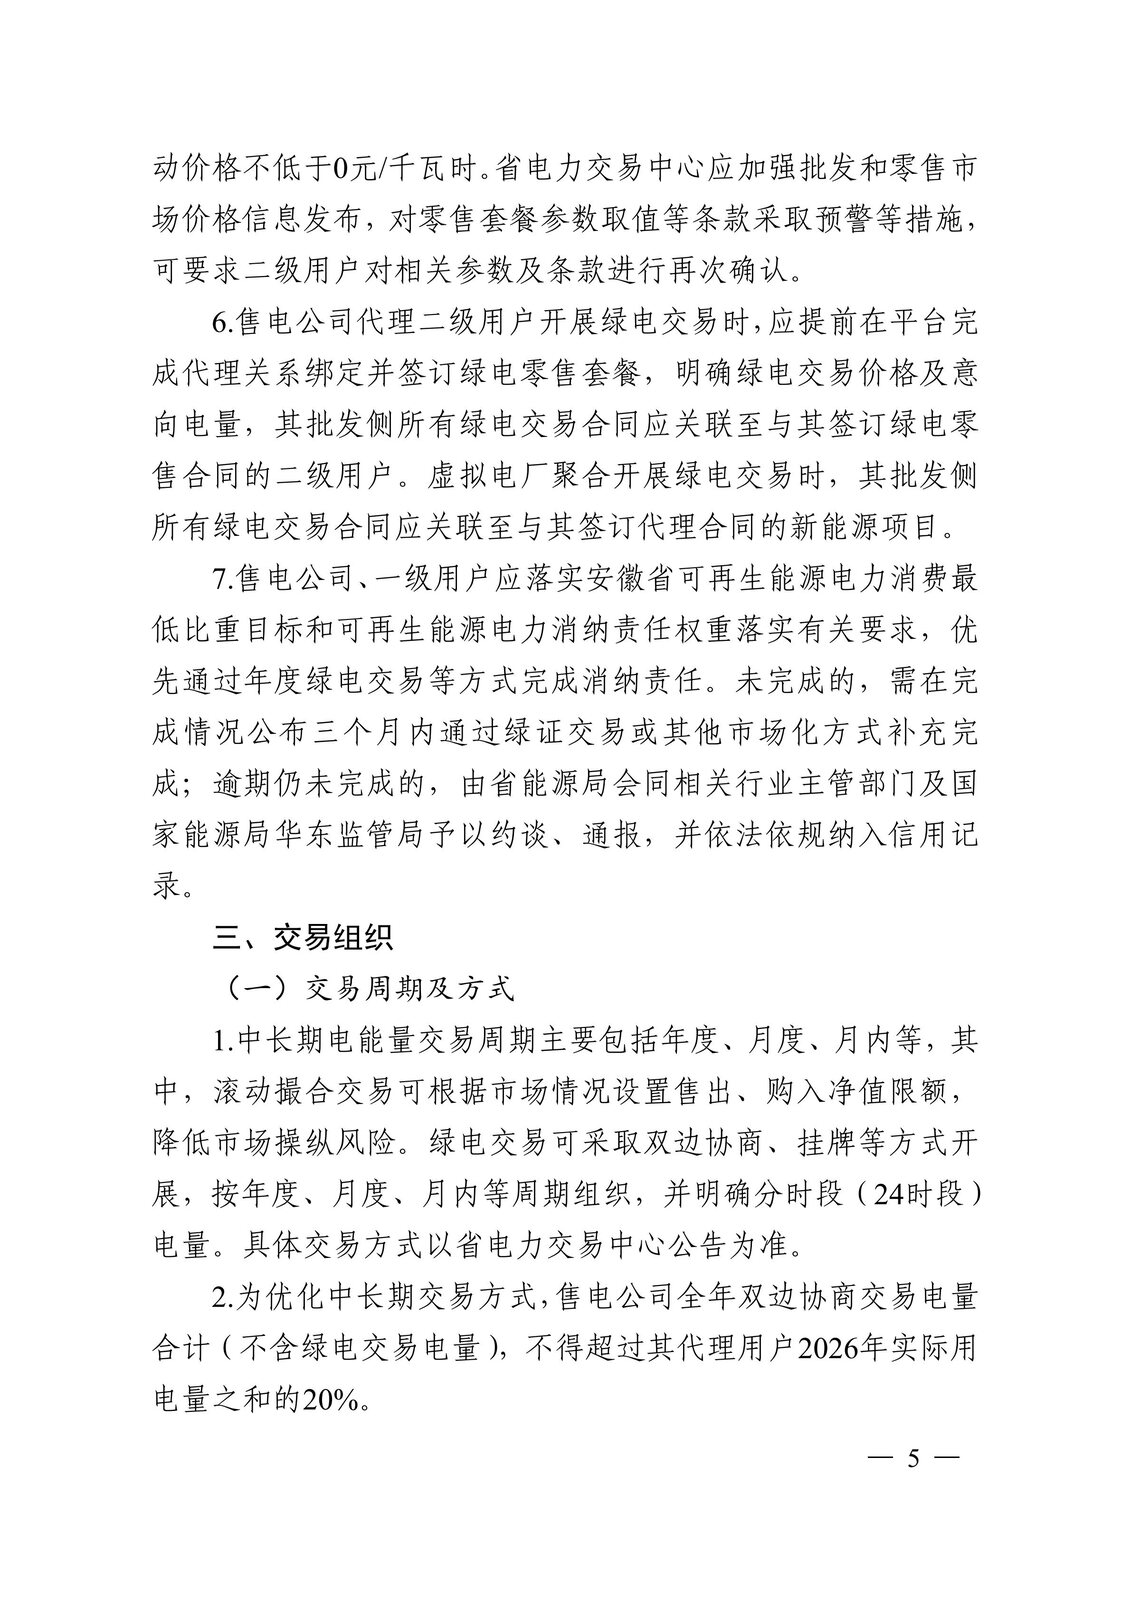 动价格不低于0元/千瓦时。省电力交易中心应加强批发和零售市
场价格信息发布，对零售套餐参数取值等条款采取预警等措施，
可要求二级用户对相关参数及条款进行再次确认。
6.售电公司代理二级用户开展绿电交易时，应提前在平台完
成代理关系绑定并签订绿电零售套餐，明确绿电交易价格及意
向电量，其批发侧所有绿电交易合同应关联至与其签订绿电零
售合同的二级用户。虚拟电厂聚合开展绿电交易时，其批发侧
所有绿电交易合同应关联至与其签订代理合同的新能源项目。
7.售电公司、一级用户应落实安徽省可再生能源电力消费最
低比重目标和可再生能源电力消纳责任权重落实有关要求，优
先通过年度绿电交易等方式完成消纳责任。未完成的，需在完
成情况公布三个月内通过绿证交易或其他市场化方式补充完
成；逾期仍未完成的，由省能源局会同相关行业主管部门及国
家能源局华东监管局予以约谈、通报，并依法依规纳入信用记
录。
三、交易组织
（一）交易周期及方式
1.中长期电能量交易周期主要包括年度、月度、月内等，其
中，滚动撮合交易可根据市场情况设置售出、购入净值限额，
降低市场操纵风险。绿电交易可采取双边协商、挂牌等方式开
展，按年度、月度、月内等周期组织，并明确分时段（24时段）
电量。具体交易方式以省电力交易中心公告为准。
2.为优化中长期交易方式，售电公司全年双边协商交易电量
合计（不含绿电交易电量），不得超过其代理用户2026年实际用
电量之和的20%。
— 5 —